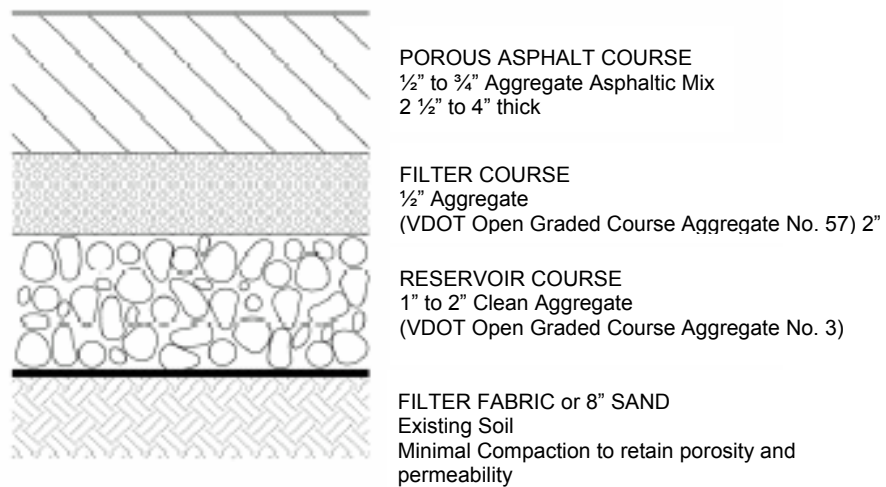 POROUS ASPHALT COURSE
½” to ¾” Aggregate Asphaltic Mix
2 ½” to 4” thick
FILTER COURSE
½” Aggregate
(VDOT Open Graded Course Aggregate No. 57) 2”
RESERVOIR COURSE
1” to 2” Clean Aggregate
(VDOT Open Graded Course Aggregate No. 3)
FILTER FABRIC or 8” SAND
Existing Soil
Minimal Compaction to retain porosity and
permeability